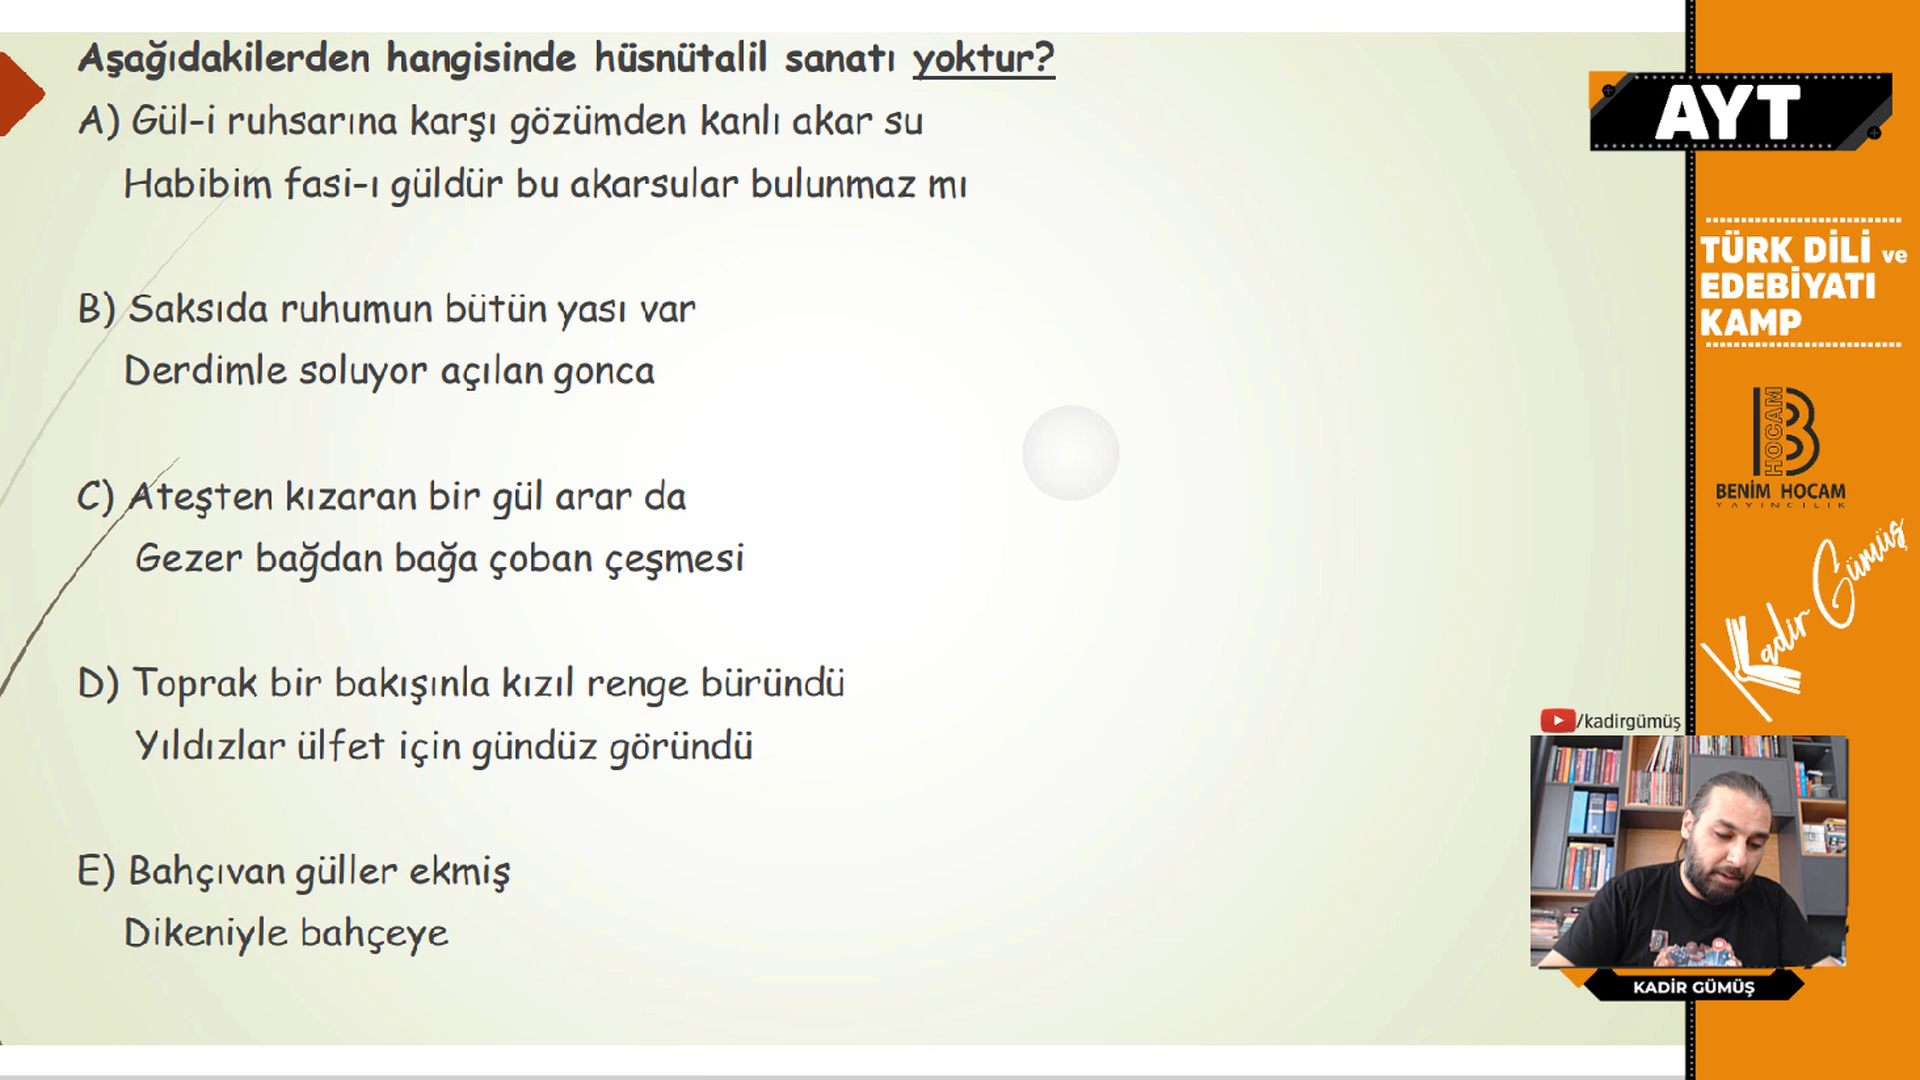 Aşağıdakilerden hangisinde hüsnütalil sanatı yoktur?
A) Gül-i ruhsarına karşı gözümden kanlı akar su
Habibim fasi-ı güldür bu akarsular bulunmaz mı
B) Saksıda ruhumun bütün yası var
Derdimle soluyor açılan gonca
C) Ateşten kızaran bir gül arar da
Gezer bağdan bağa çoban çeşmesi
D) Toprak bir bakışınla kızıl renge büründü
Yıldızlar ülfet için gündüz göründü
E) Bahçıvan güller ekmiş
Dikeniyle bahçeye
AYT
TÜRK DİLİ ve
EDEBİYATI
KAMP
HOCAM
BENİM HOCAM
YAYINCILIK
Kadir Gümüş
/kadirgümüş
KADİR GÜMÜŞ